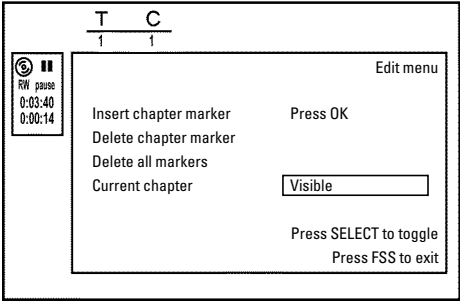 T C
1 1
RW pause
0:03:40
0:00:14
Edit menu
Insert chapter marker Press OK
Delete chapter marker
Delete all markers
Current chapter Visible
Press SELECT to toggle
Press FSS to exit